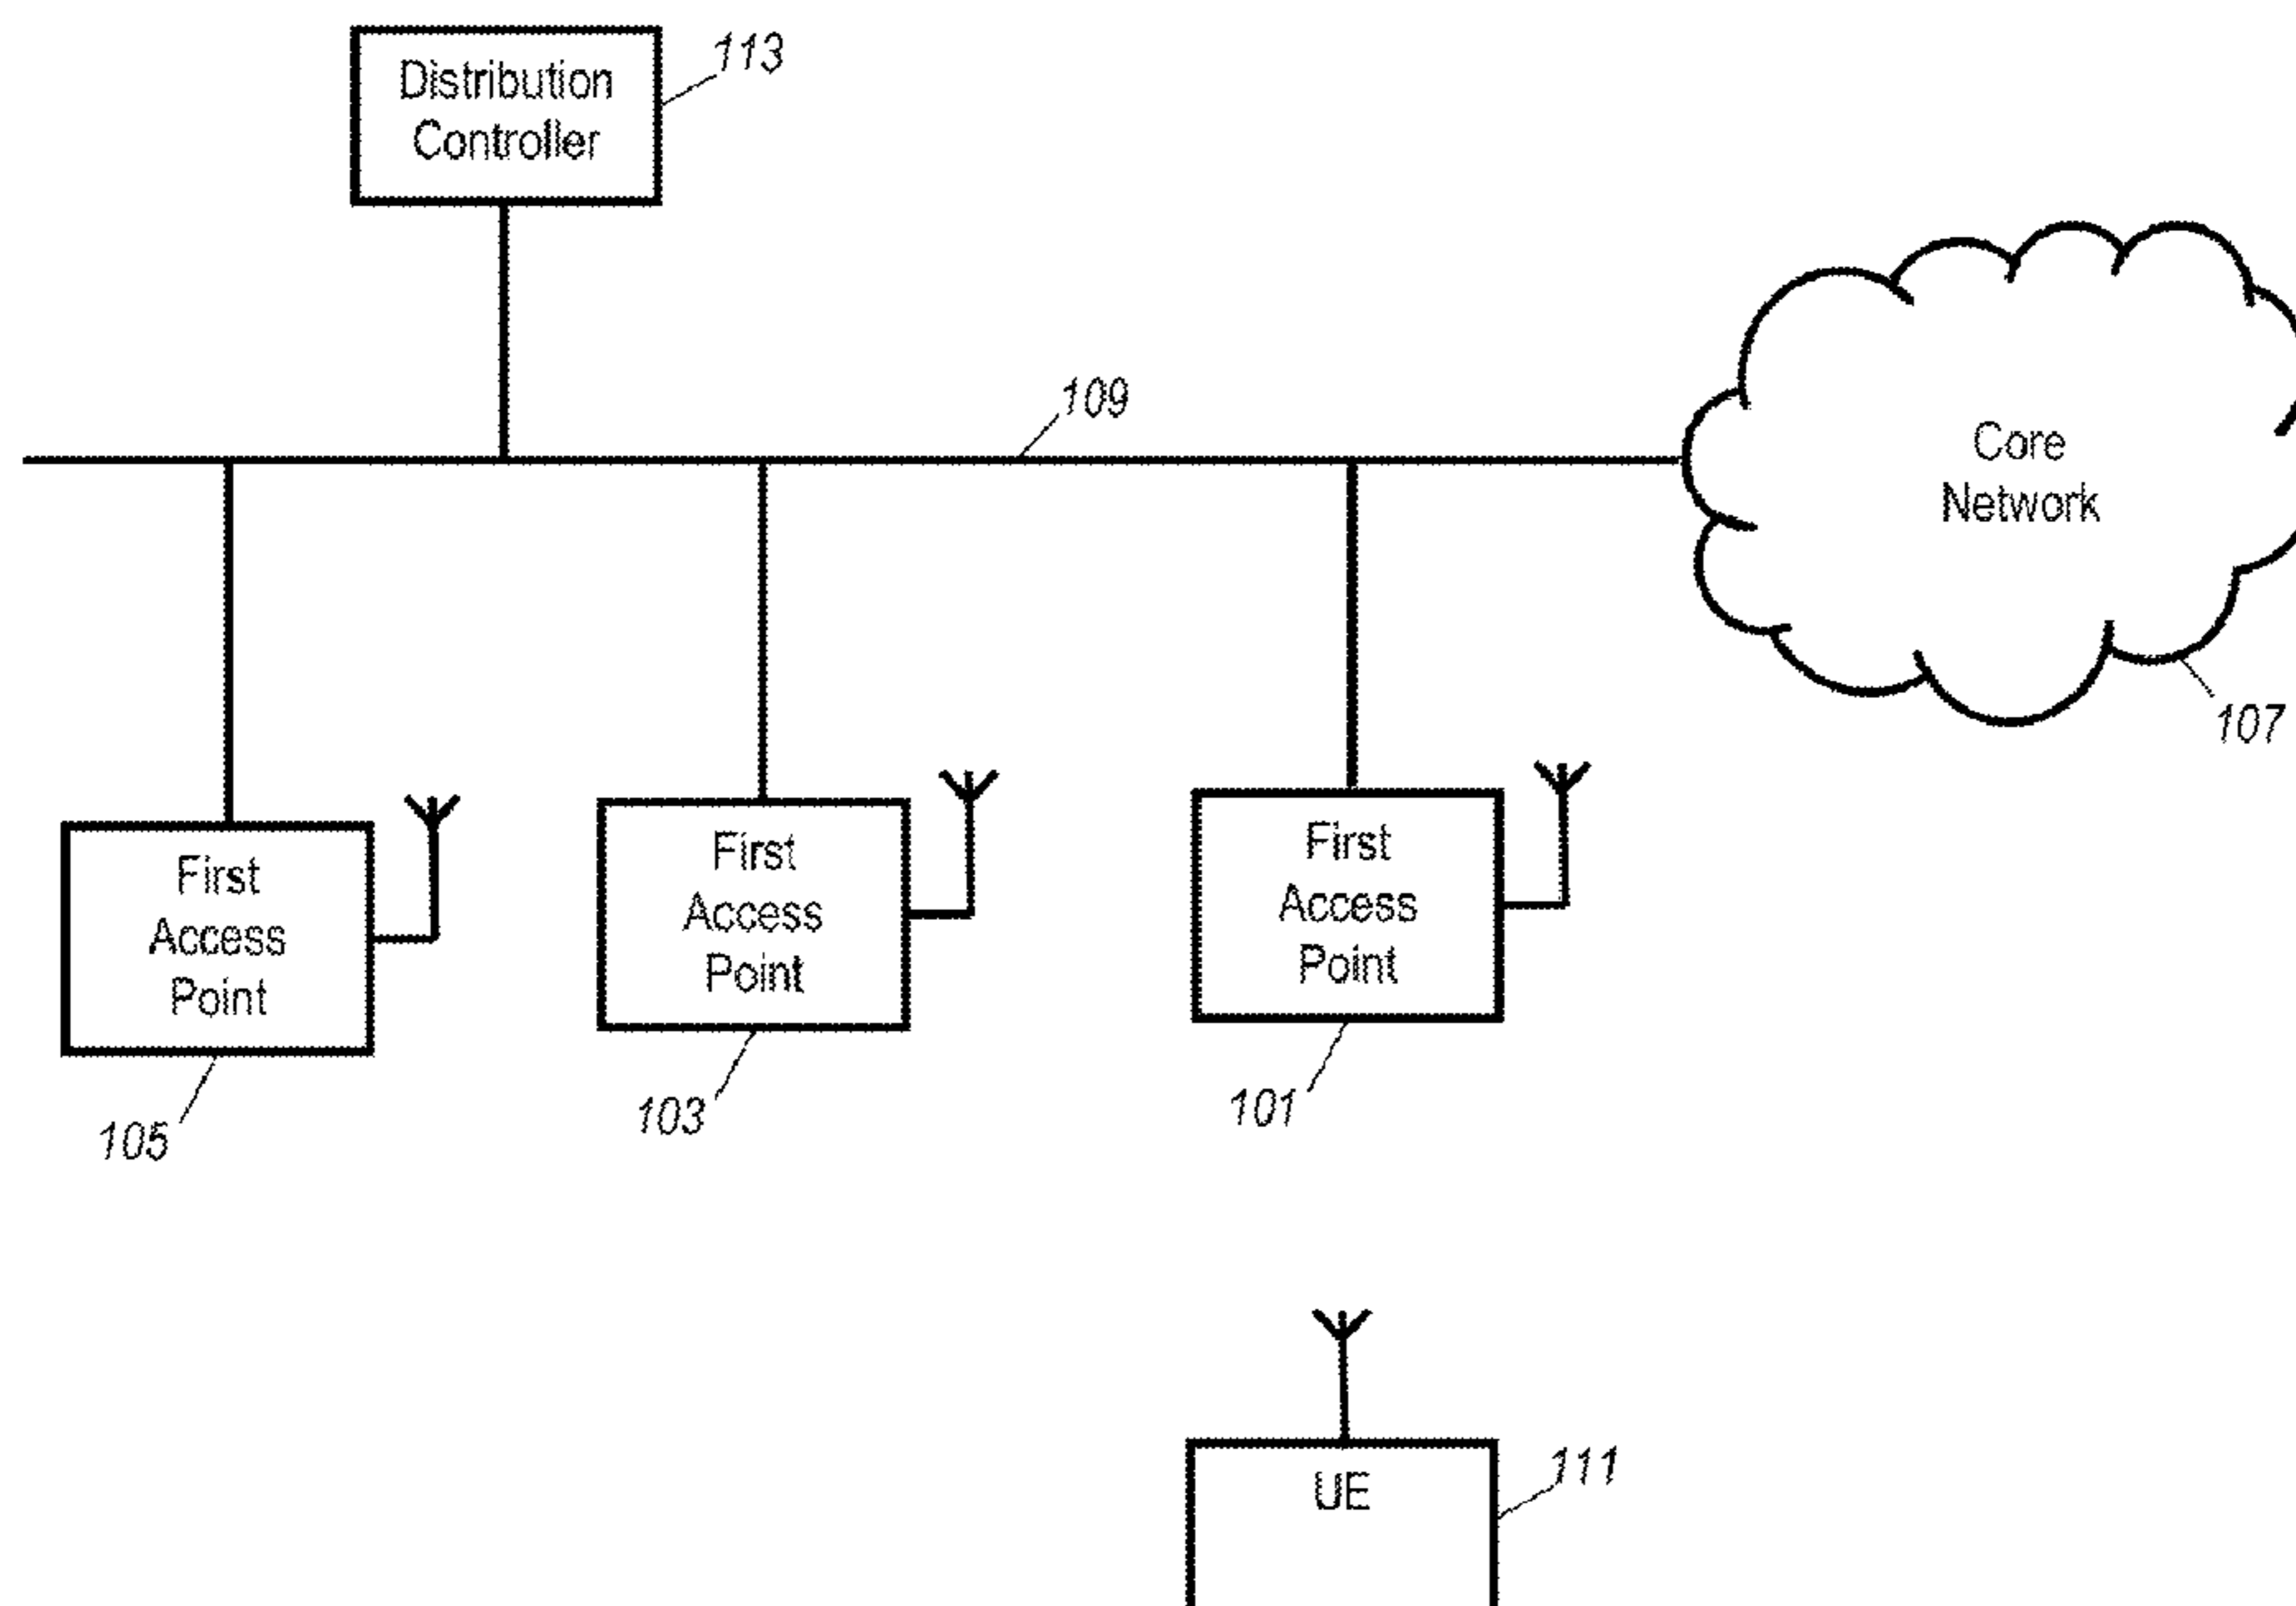 113
Distribution
Controller
109
Core
Network
107
First
Access
Point
105
First
Access
Point
103
First
Access
Point
101
UE
111